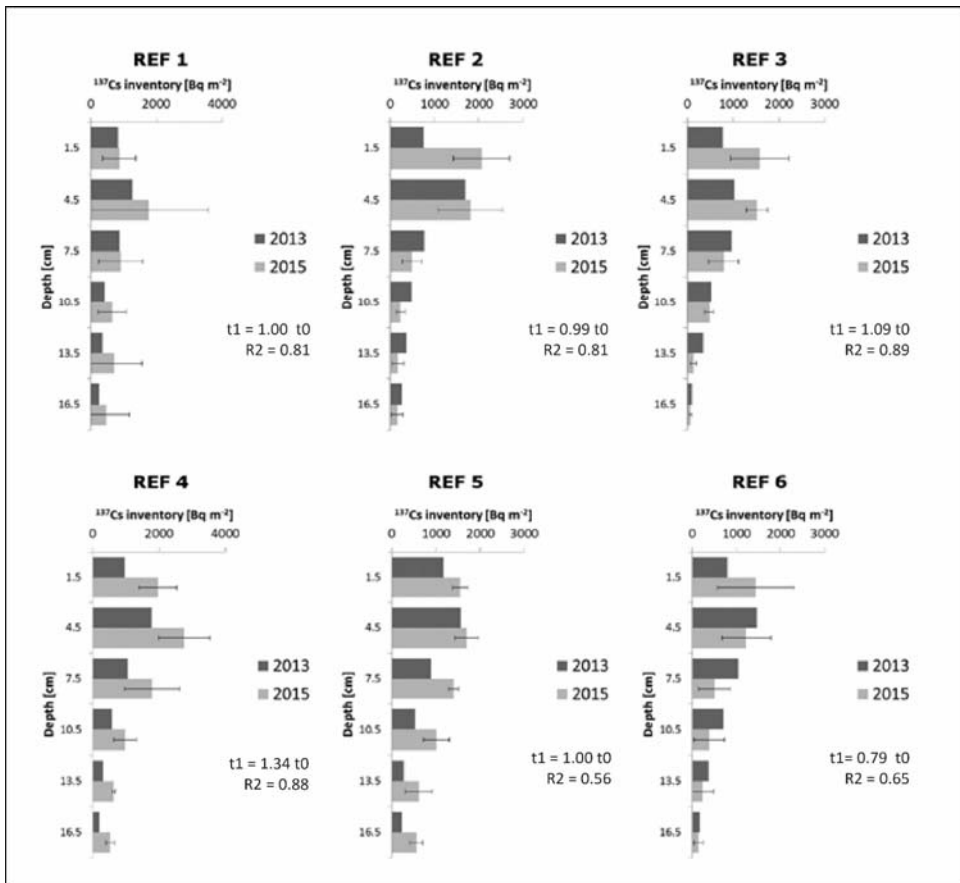 REF 1
¹³⁷Cs inventory [Bq m⁻²]
0 2000 4000
1.5
4.5
7.5
10.5
13.5
16.5
Depth [cm]
2013
2015
t1 = 1.00 t0
R2 = 0.81
REF 2
¹³⁷Cs inventory [Bq m⁻²]
0 1000 2000 3000
1.5
4.5
7.5
10.5
13.5
16.5
Depth [cm]
2013
2015
t1 = 0.99 t0
R2 = 0.81
REF 3
¹³⁷Cs inventory [Bq m⁻²]
0 1000 2000 3000
1.5
4.5
7.5
10.5
13.5
16.5
Depth [cm]
2013
2015
t1 = 1.09 t0
R2 = 0.89
REF 4
¹³⁷Cs inventory [Bq m⁻²]
0 2000 4000
1.5
4.5
7.5
10.5
13.5
16.5
Depth [cm]
2013
2015
t1 = 1.34 t0
R2 = 0.88
REF 5
¹³⁷Cs inventory [Bq m⁻²]
0 1000 2000 3000
1.5
4.5
7.5
10.5
13.5
16.5
Depth [cm]
2013
2015
t1 = 1.00 t0
R2 = 0.56
REF 6
¹³⁷Cs inventory [Bq m⁻²]
0 1000 2000 3000
1.5
4.5
7.5
10.5
13.5
16.5
Depth [cm]
2013
2015
t1= 0.79 t0
R2 = 0.65